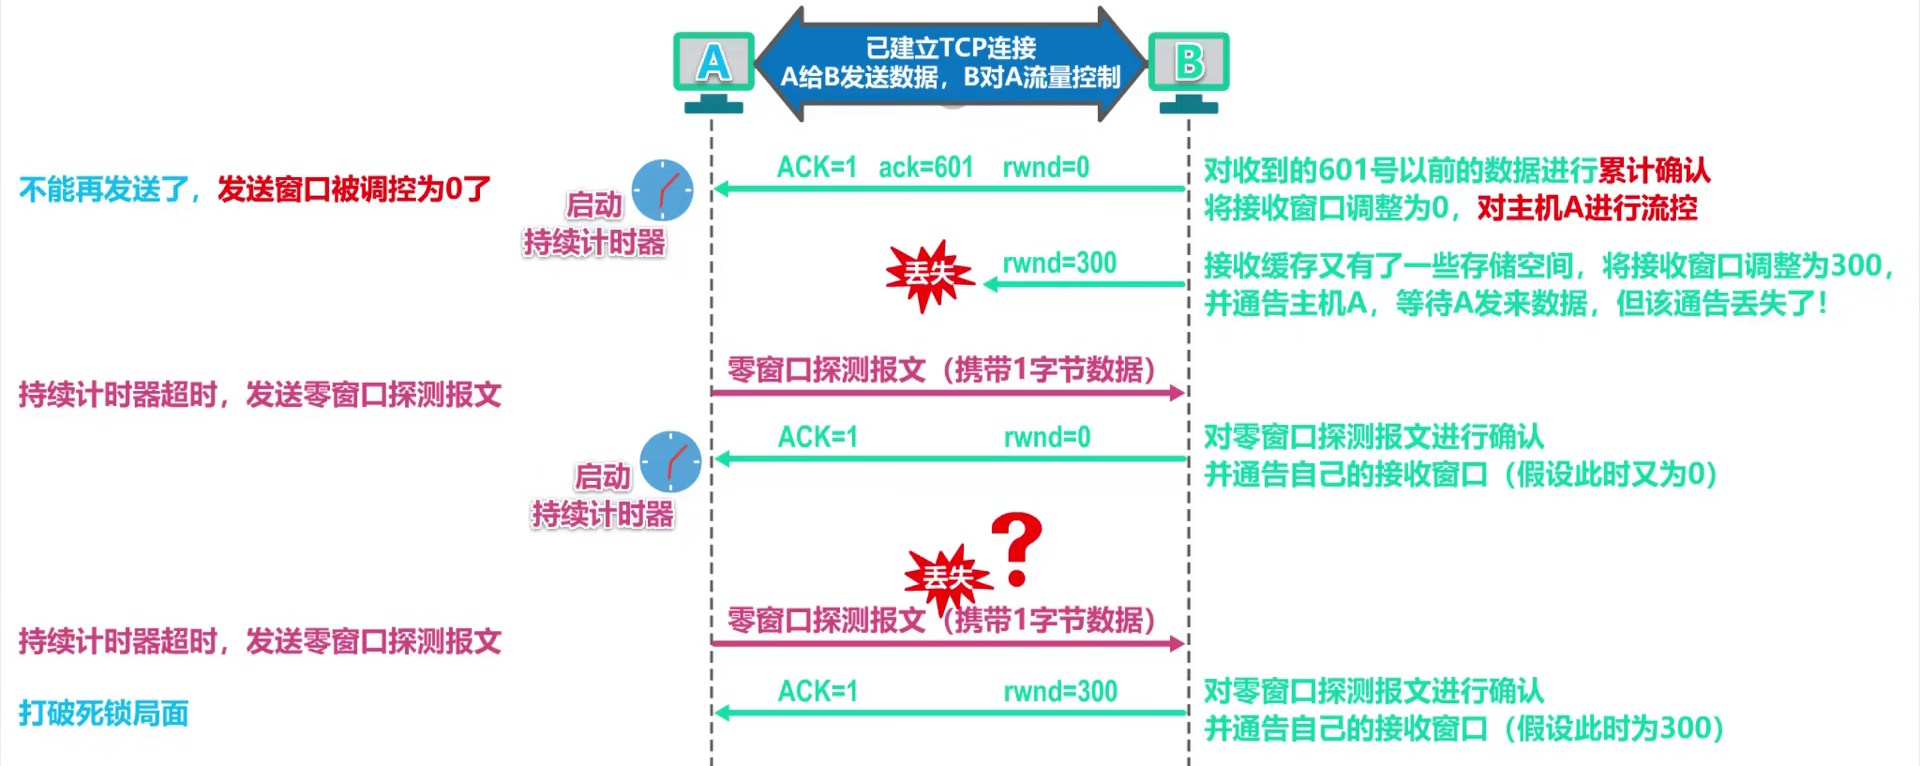 已建立TCP连接
A给B发送数据，B对A流量控制
A
B
ACK=1 ack=601 rwnd=0
对收到的601号以前的数据进行累计确认
将接收窗口调整为0，对主机A进行流控
不能再发送了，发送窗口被调控为0了
启动
持续计时器
丢失
rwnd=300
接收缓存又有了一些存储空间，将接收窗口调整为300，
并通告主机A，等待A发来数据，但该通告丢失了！
持续计时器超时，发送零窗口探测报文
零窗口探测报文（携带1字节数据）
ACK=1 rwnd=0
对零窗口探测报文进行确认
并通告自己的接收窗口（假设此时又为0）
启动
持续计时器
丢失
?
持续计时器超时，发送零窗口探测报文
零窗口探测报文（携带1字节数据）
ACK=1 rwnd=300
对零窗口探测报文进行确认
并通告自己的接收窗口（假设此时为300）
打破死锁局面